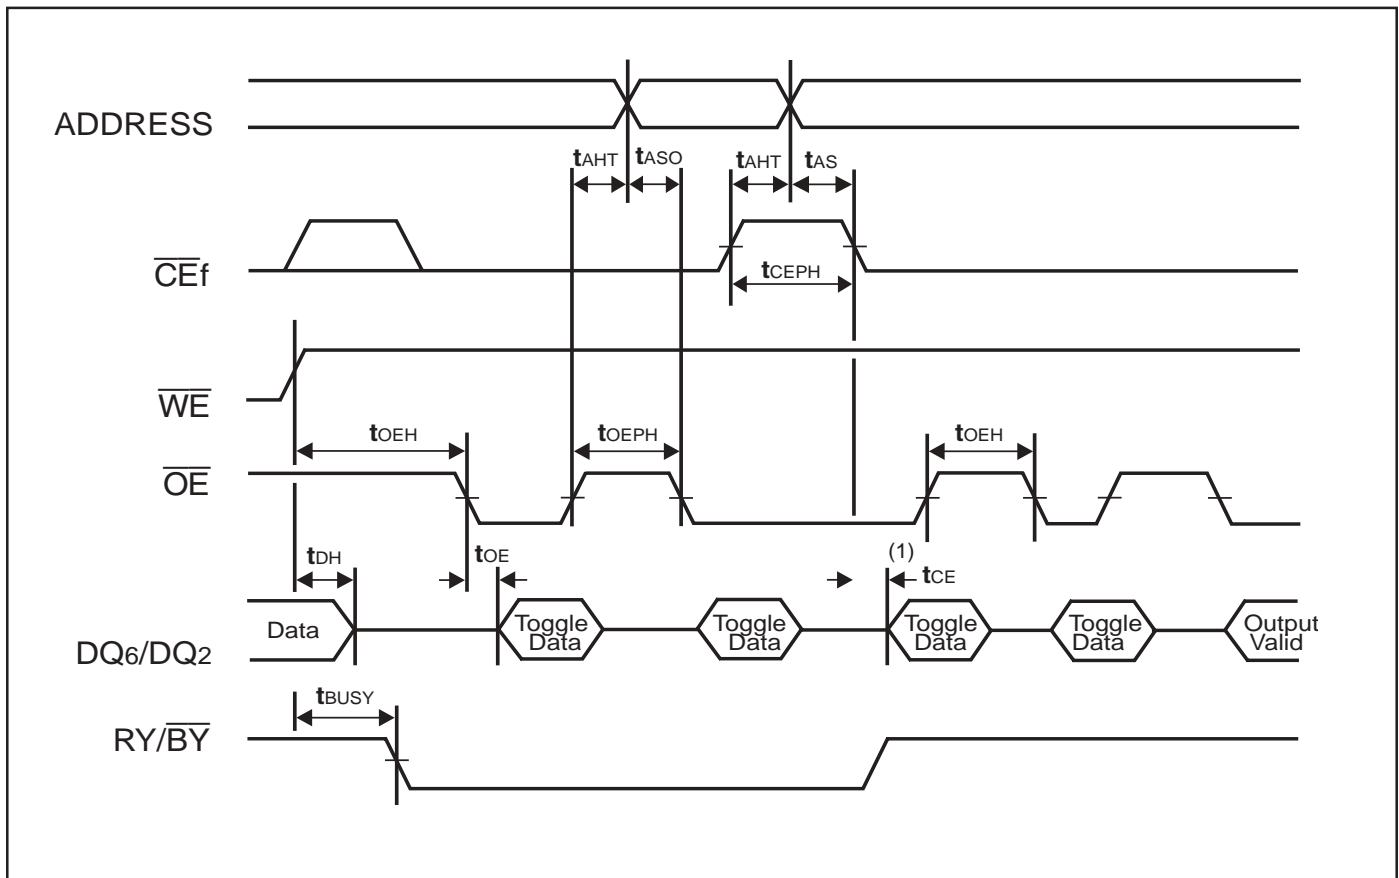 ADDRESS
tAHT tASO tAHT tAS
CEf
tCEPH
WE
tOEH tOEPH tOEH
OE
(1)
tDH tOE tCE
Data Toggle Data Toggle Data Toggle Data Toggle Data Output Valid
DQ6/DQ2
tBUSY
RY/BY